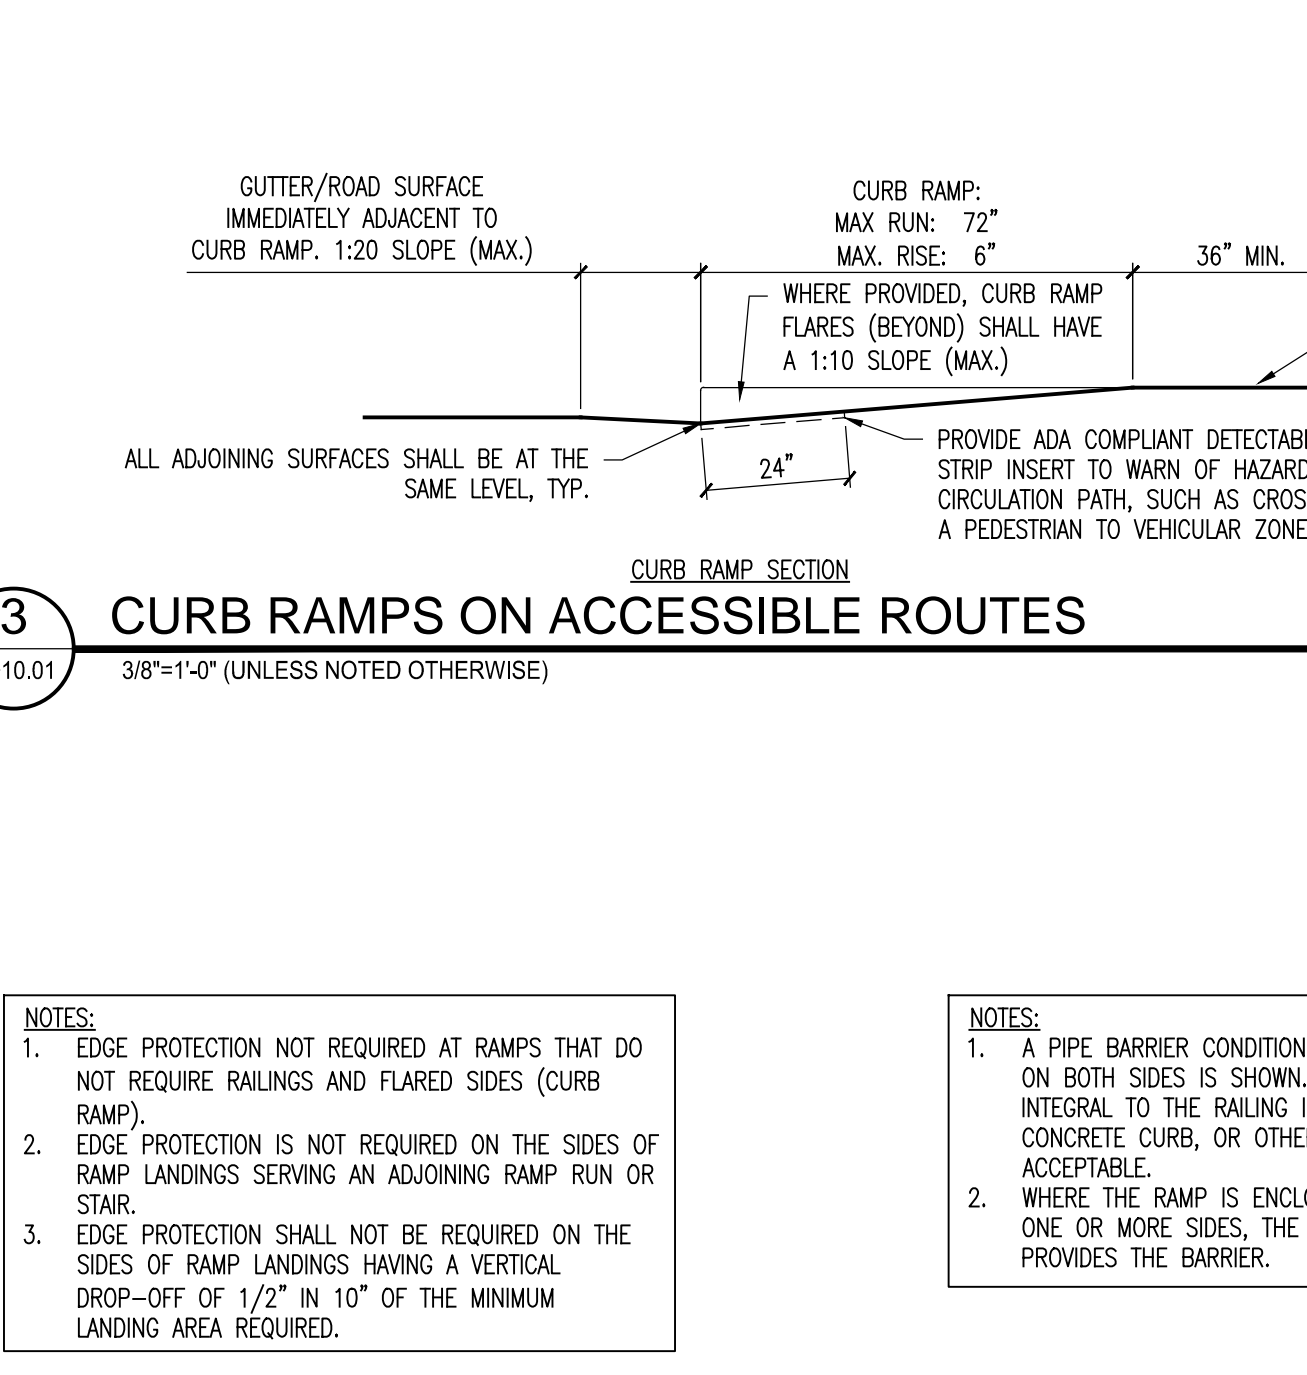 GUTTER/ROAD SURFACE
IMMEDIATELY ADJACENT TO
CURB RAMP. 1:20 SLOPE (MAX.)
CURB RAMP:
MAX RUN: 72”
MAX. RISE: 6”
36” MIN.
WHERE PROVIDED, CURB RAMP
FLARES (BEYOND) SHALL HAVE
A 1:10 SLOPE (MAX.)
ALL ADJOINING SURFACES SHALL BE AT THE
SAME LEVEL, TYP.
24”
PROVIDE ADA COMPLIANT
STRIP INSERT TO WARN OF HAZARD
CIRCULATION PATH, SUCH AS
A PEDESTRIAN TO VEHICULAR ZONE
CURB RAMP SECTION
3
CURB RAMPS ON ACCESSIBLE ROUTES
10.01
3/8"=1'-0" (UNLESS NOTED OTHERWISE)
NOTES:
1. EDGE PROTECTION NOT REQUIRED AT RAMPS THAT DO
NOT REQUIRE RAILINGS AND FLARED SIDES (CURB
RAMP).
2. EDGE PROTECTION IS NOT REQUIRED ON THE SIDES OF
RAMP LANDINGS SERVING AN ADJOINING RAMP RUN OR
STAIR.
3. EDGE PROTECTION SHALL NOT BE REQUIRED ON THE
SIDES OF RAMP LANDINGS HAVING A VERTICAL
DROP-OFF OF 1/2” IN 10” OF THE MINIMUM
LANDING AREA REQUIRED.
NOTES:
1. A PIPE BARRIER CONDITION
ON BOTH SIDES IS SHOWN.
INTEGRAL TO THE RAILING
CONCRETE CURB, OR
ACCEPTABLE.
2. WHERE THE RAMP IS
ONE OR MORE SIDES, THE
PROVIDES THE BARRIER.